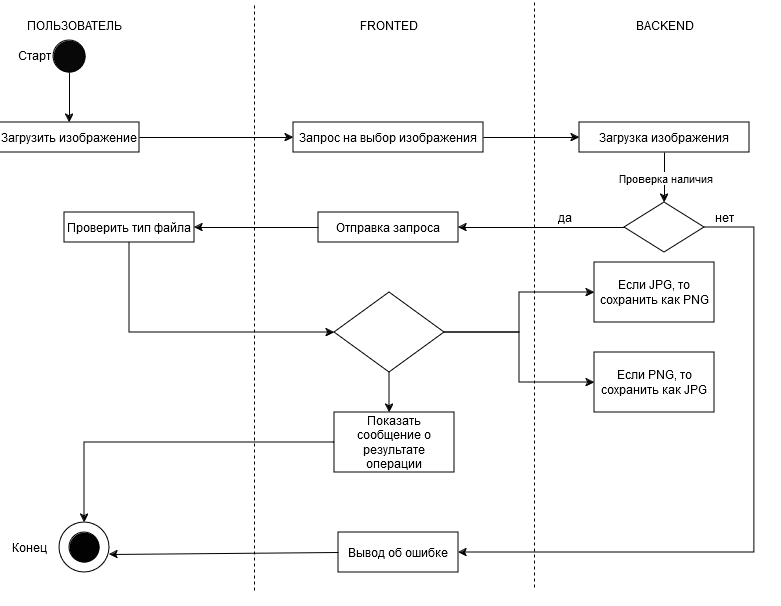 ПОЛЬЗОВАТЕЛЬ
FRONTED
BACKEND
Старт
Загрузить изображение
Запрос на выбор изображения
Загрузка изображения
Проверка наличия
да
нет
Проверить тип файла
Отправка запроса
Если JPG, то
сохранить как PNG
Если PNG, то
сохранить как JPG
Показать
сообщение о
результате
операции
Конец
Вывод об ошибке